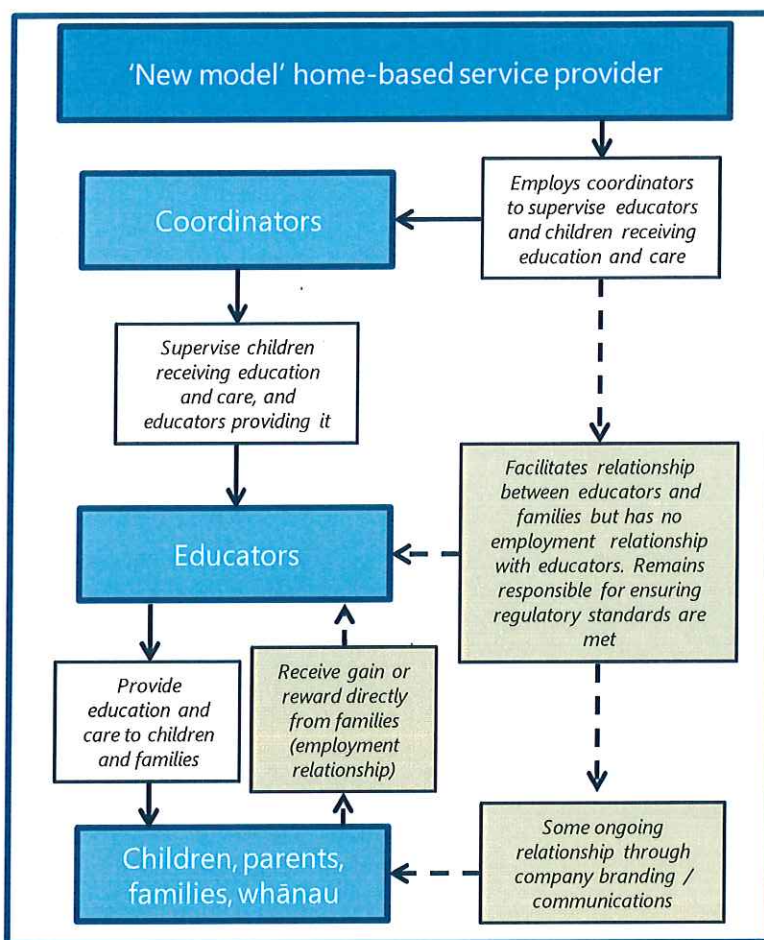 'New model' home-based service provider
Employs coordinators
to supervise educators
and children receiving
education and care
Coordinators
Supervise children
receiving education
and care, and
educators providing it
Facilitates relationship
between educators and
families but has no
employment relationship
with educators. Remains
responsible for ensuring
regulatory standards are
met
Educators
Provide
education and
care to children
and families
Receive gain or
reward directly
from families
(employment
relationship)
Some ongoing
relationship through
company branding /
communications
Children, parents,
families, whānau